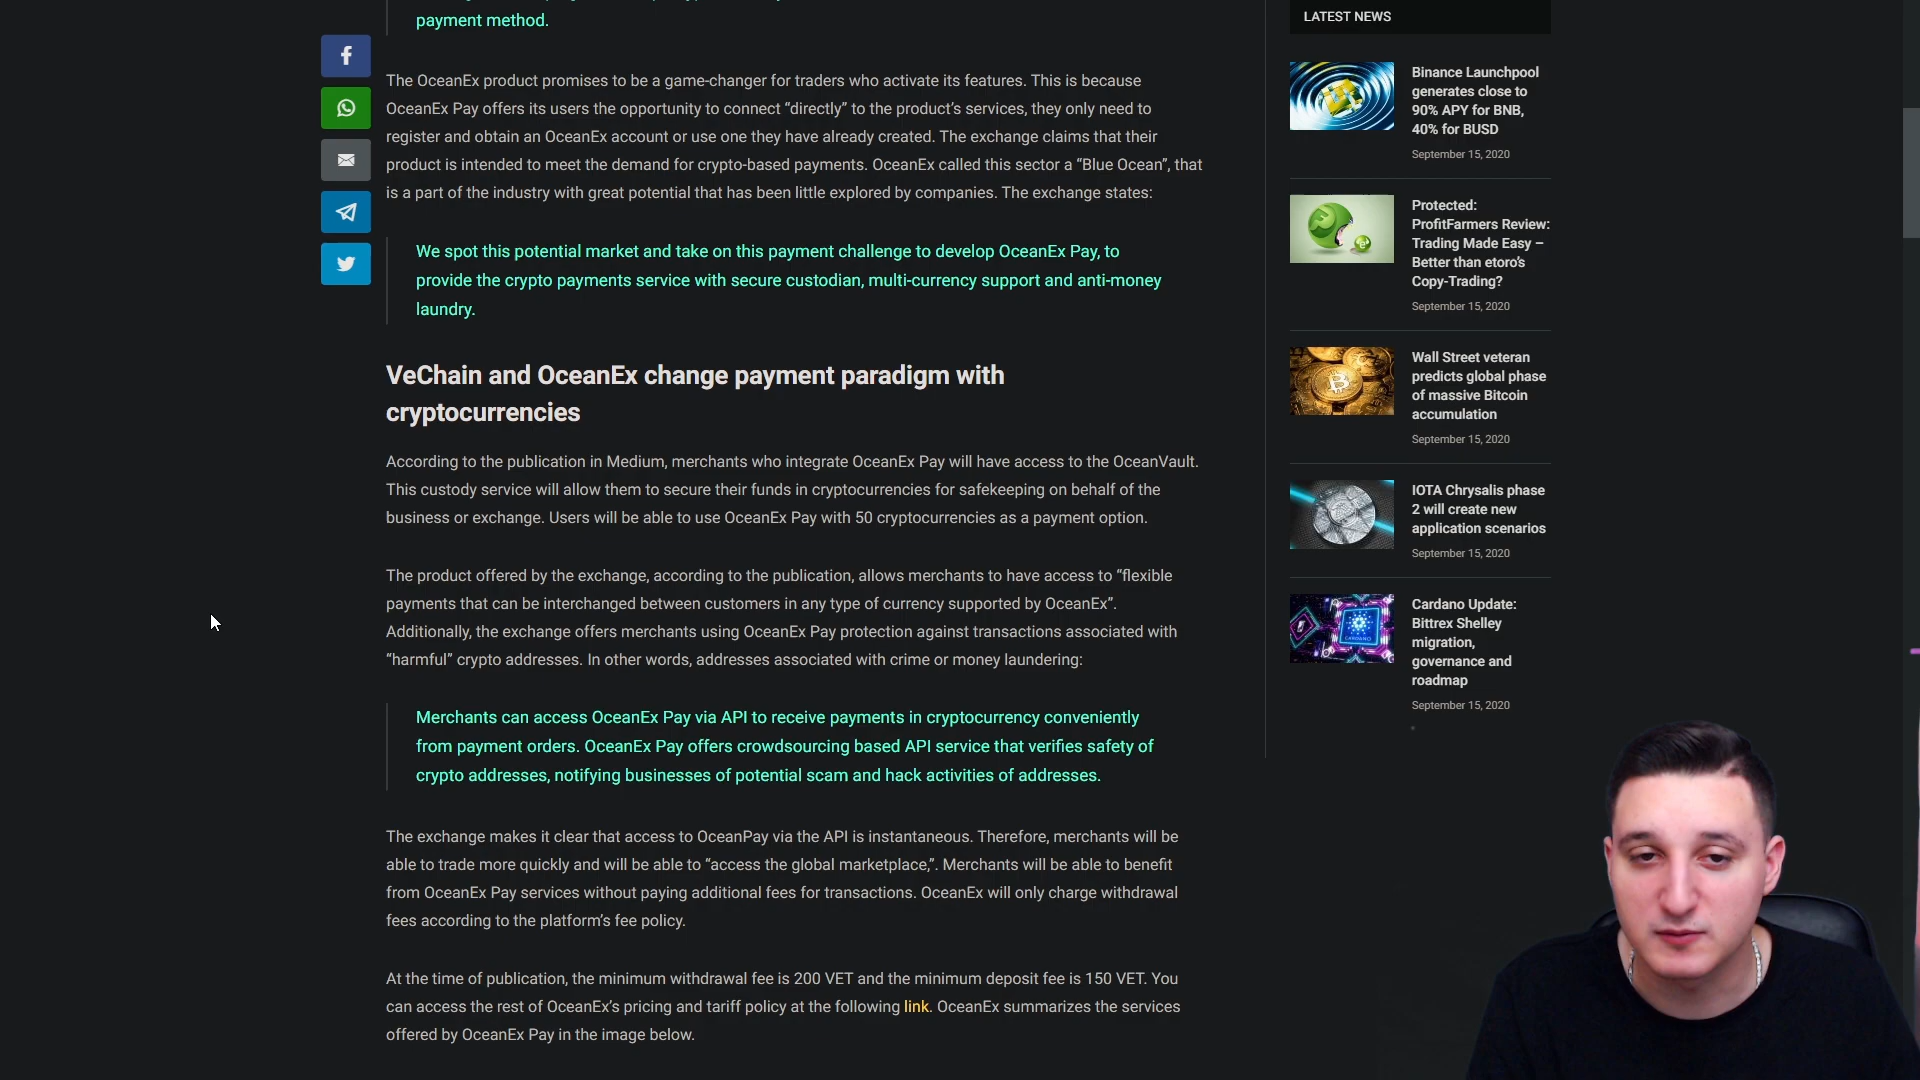 payment method.
The OceanEx product promises to be a game-changer for traders who activate its features. This is because
OceanEx Pay offers its users the opportunity to connect “directly” to the product’s services, they only need to
register and obtain an OceanEx account or use one they have already created. The exchange claims that their
product is intended to meet the demand for crypto-based payments. OceanEx called this sector a “Blue Ocean”, that
is a part of the industry with great potential that has been little explored by companies. The exchange states:
We spot this potential market and take on this payment challenge to develop OceanEx Pay, to
provide the crypto payments service with secure custodian, multi-currency support and anti-money
laundry.
VeChain and OceanEx change payment paradigm with
cryptocurrencies
According to the publication in Medium, merchants who integrate OceanEx Pay will have access to the OceanVault.
This custody service will allow them to secure their funds in cryptocurrencies for safekeeping on behalf of the
business or exchange. Users will be able to use OceanEx Pay with 50 cryptocurrencies as a payment option.
The product offered by the exchange, according to the publication, allows merchants to have access to “flexible
payments that can be interchanged between customers in any type of currency supported by OceanEx”.
Additionally, the exchange offers merchants using OceanEx Pay protection against transactions associated with
“harmful” crypto addresses. In other words, addresses associated with crime or money laundering:
Merchants can access OceanEx Pay via API to receive payments in cryptocurrency conveniently
from payment orders. OceanEx Pay offers crowdsourcing based API service that verifies safety of
crypto addresses, notifying businesses of potential scam and hack activities of addresses.
The exchange makes it clear that access to OceanPay via the API is instantaneous. Therefore, merchants will be
able to trade more quickly and will be able to “access the global marketplace,”. Merchants will be able to benefit
from OceanEx Pay services without paying additional fees for transactions. OceanEx will only charge withdrawal
fees according to the platform’s fee policy.
At the time of publication, the minimum withdrawal fee is 200 VET and the minimum deposit fee is 150 VET. You
can access the rest of OceanEx’s pricing and tariff policy at the following link. OceanEx summarizes the services
offered by OceanEx Pay in the image below.
LATEST NEWS
Binance Launchpool
generates close to
90% APY for BNB,
40% for BUSD
September 15, 2020
Protected:
ProfitFarmers Review:
Trading Made Easy –
Better than etoro’s
Copy-Trading?
September 15, 2020
Wall Street veteran
predicts global phase
of massive Bitcoin
accumulation
September 15, 2020
IOTA Chrysalis phase
2 will create new
application scenarios
September 15, 2020
Cardano Update:
Bittrex Shelley
migration,
governance and
roadmap
September 15, 2020
CARDANO